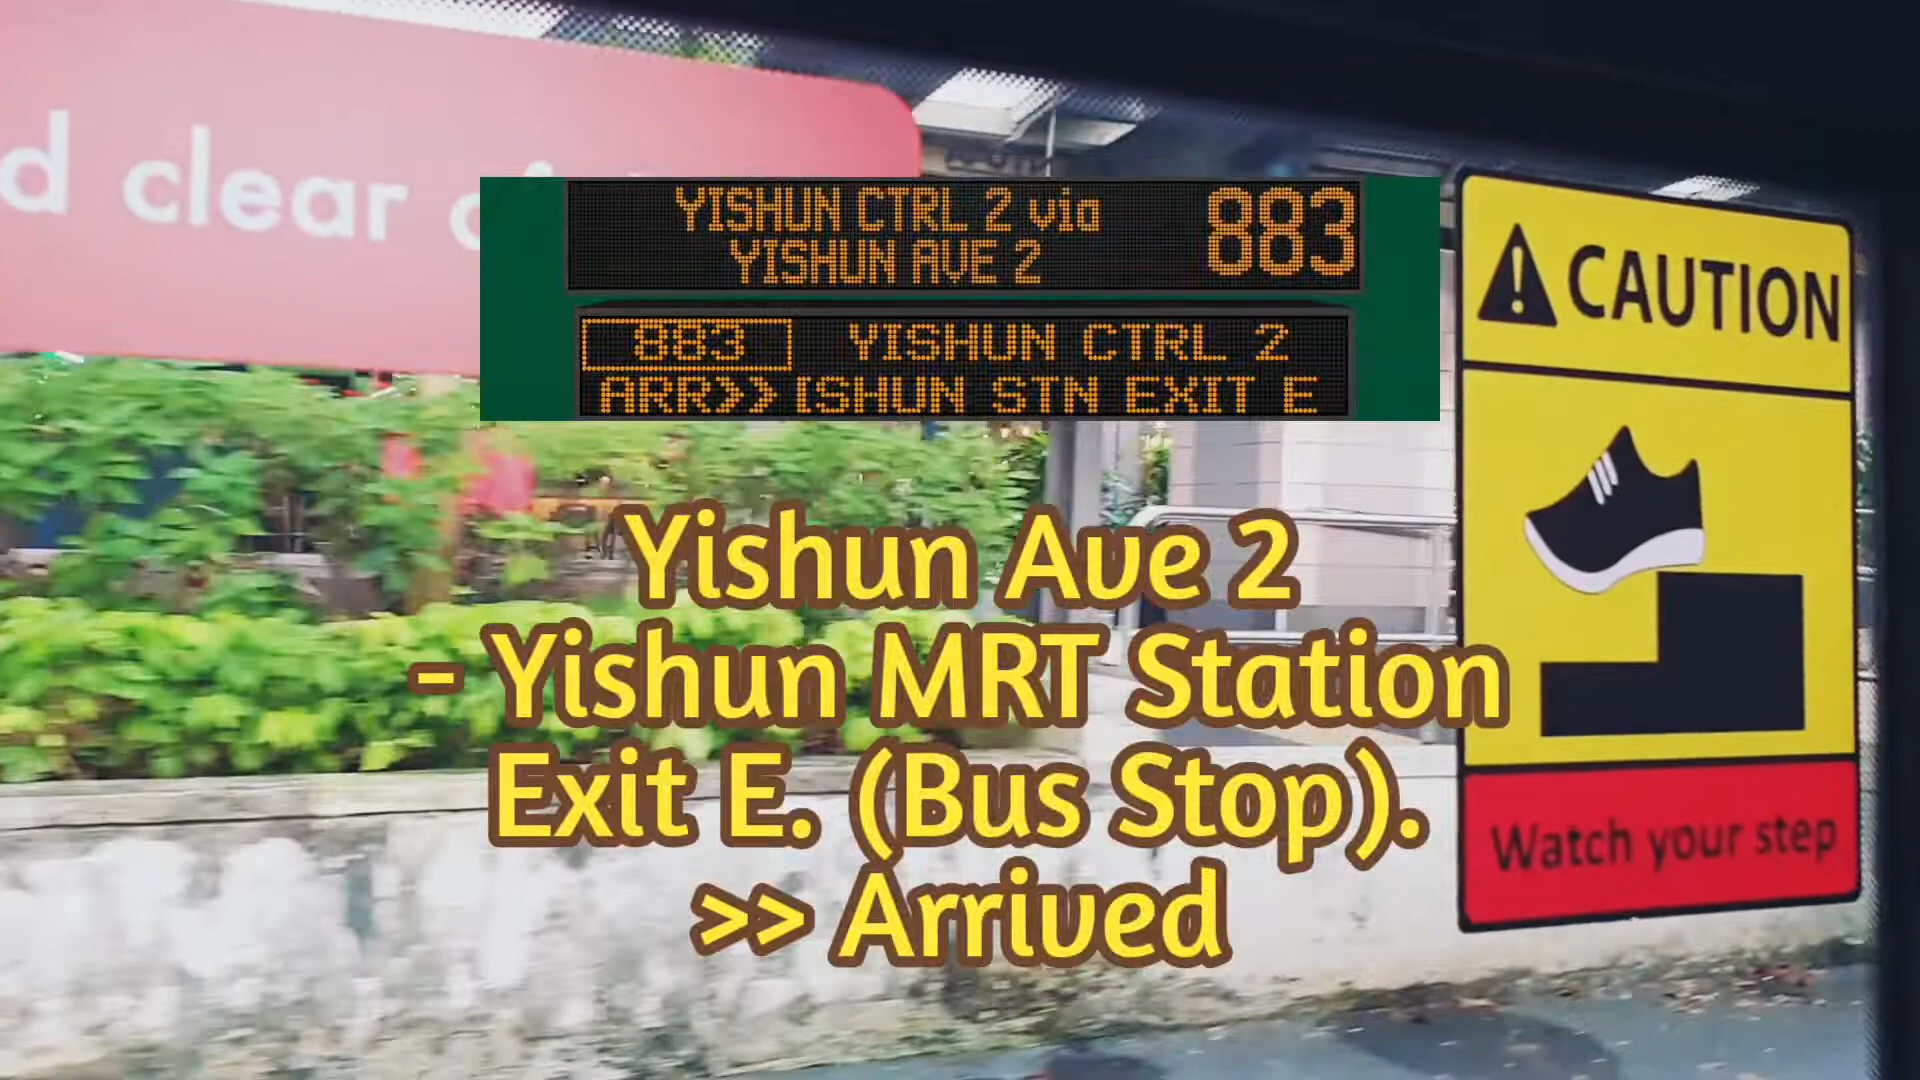 d clear
YISHUN CTRL 2 via
YISHUN AVE 2
883
883 YISHUN CTRL 2
ARR>> ISHUN STN EXIT E
CAUTION
Watch your step
Yishun Ave 2
- Yishun MRT Station
Exit E. (Bus Stop).
>> Arrived